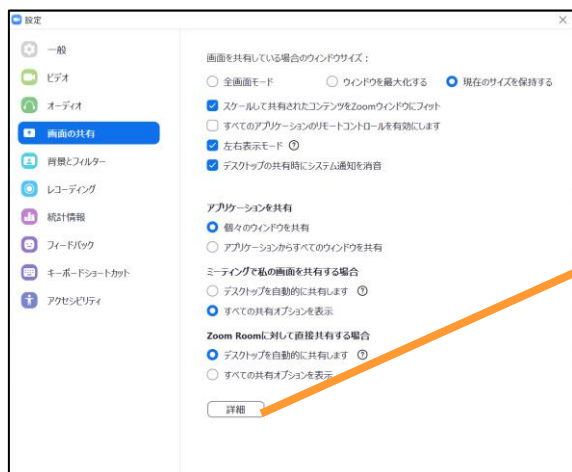 設定
一般
ビデオ
オーディオ
画面の共有
背景とフィルター
レコーディング
統計情報
フィードバック
キーボードショートカット
アクセシビリティ
画面を共有している場合のウィンドウサイズ：
全画面モード ウィンドウを最大化する 現在のサイズを保持する
スケールして共有されたコンテンツをZoomウィンドウにフィット
すべてのアプリケーションのリモートコントロールを有効にします
左右表示モード
デスクトップの共有時にシステム通知を消音
アプリケーションを共有
個々のウィンドウを共有
アプリケーションからすべてのウィンドウを共有
ミーティングで私の画面を共有する場合
デスクトップを自動的に共有します
すべての共有オプションを表示
Zoom Roomに対して直接共有する場合
デスクトップを自動的に共有します
すべての共有オプションを表示
詳細